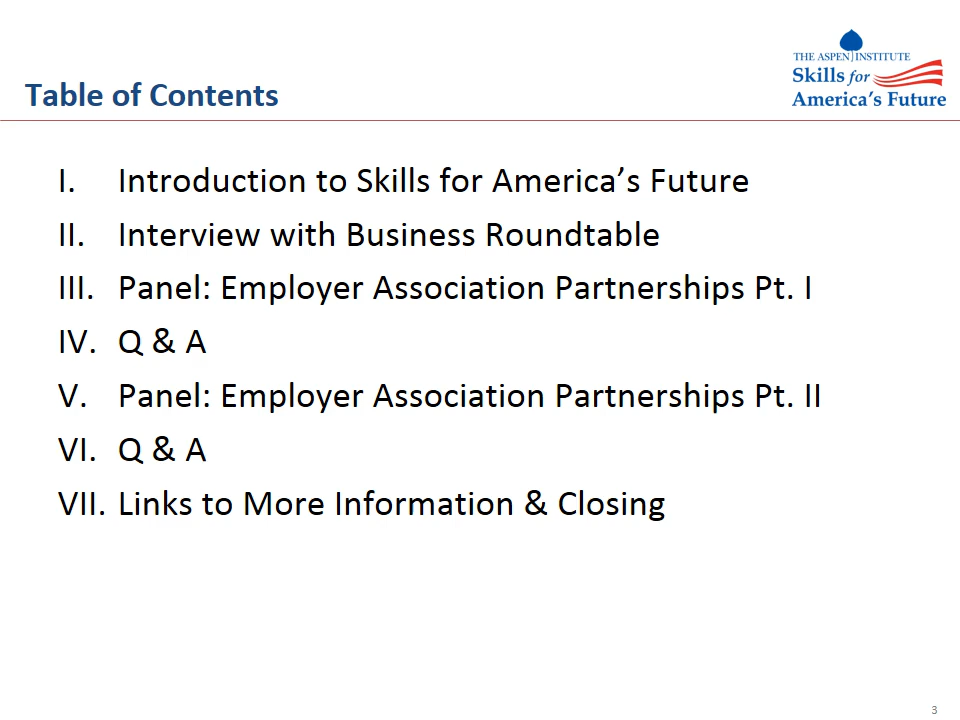 THE ASPEN INSTITUTE
Skills for
America's Future
Table of Contents
I. Introduction to Skills for America’s Future
II. Interview with Business Roundtable
III. Panel: Employer Association Partnerships Pt. I
IV. Q & A
V. Panel: Employer Association Partnerships Pt. II
VI. Q & A
VII. Links to More Information & Closing
3